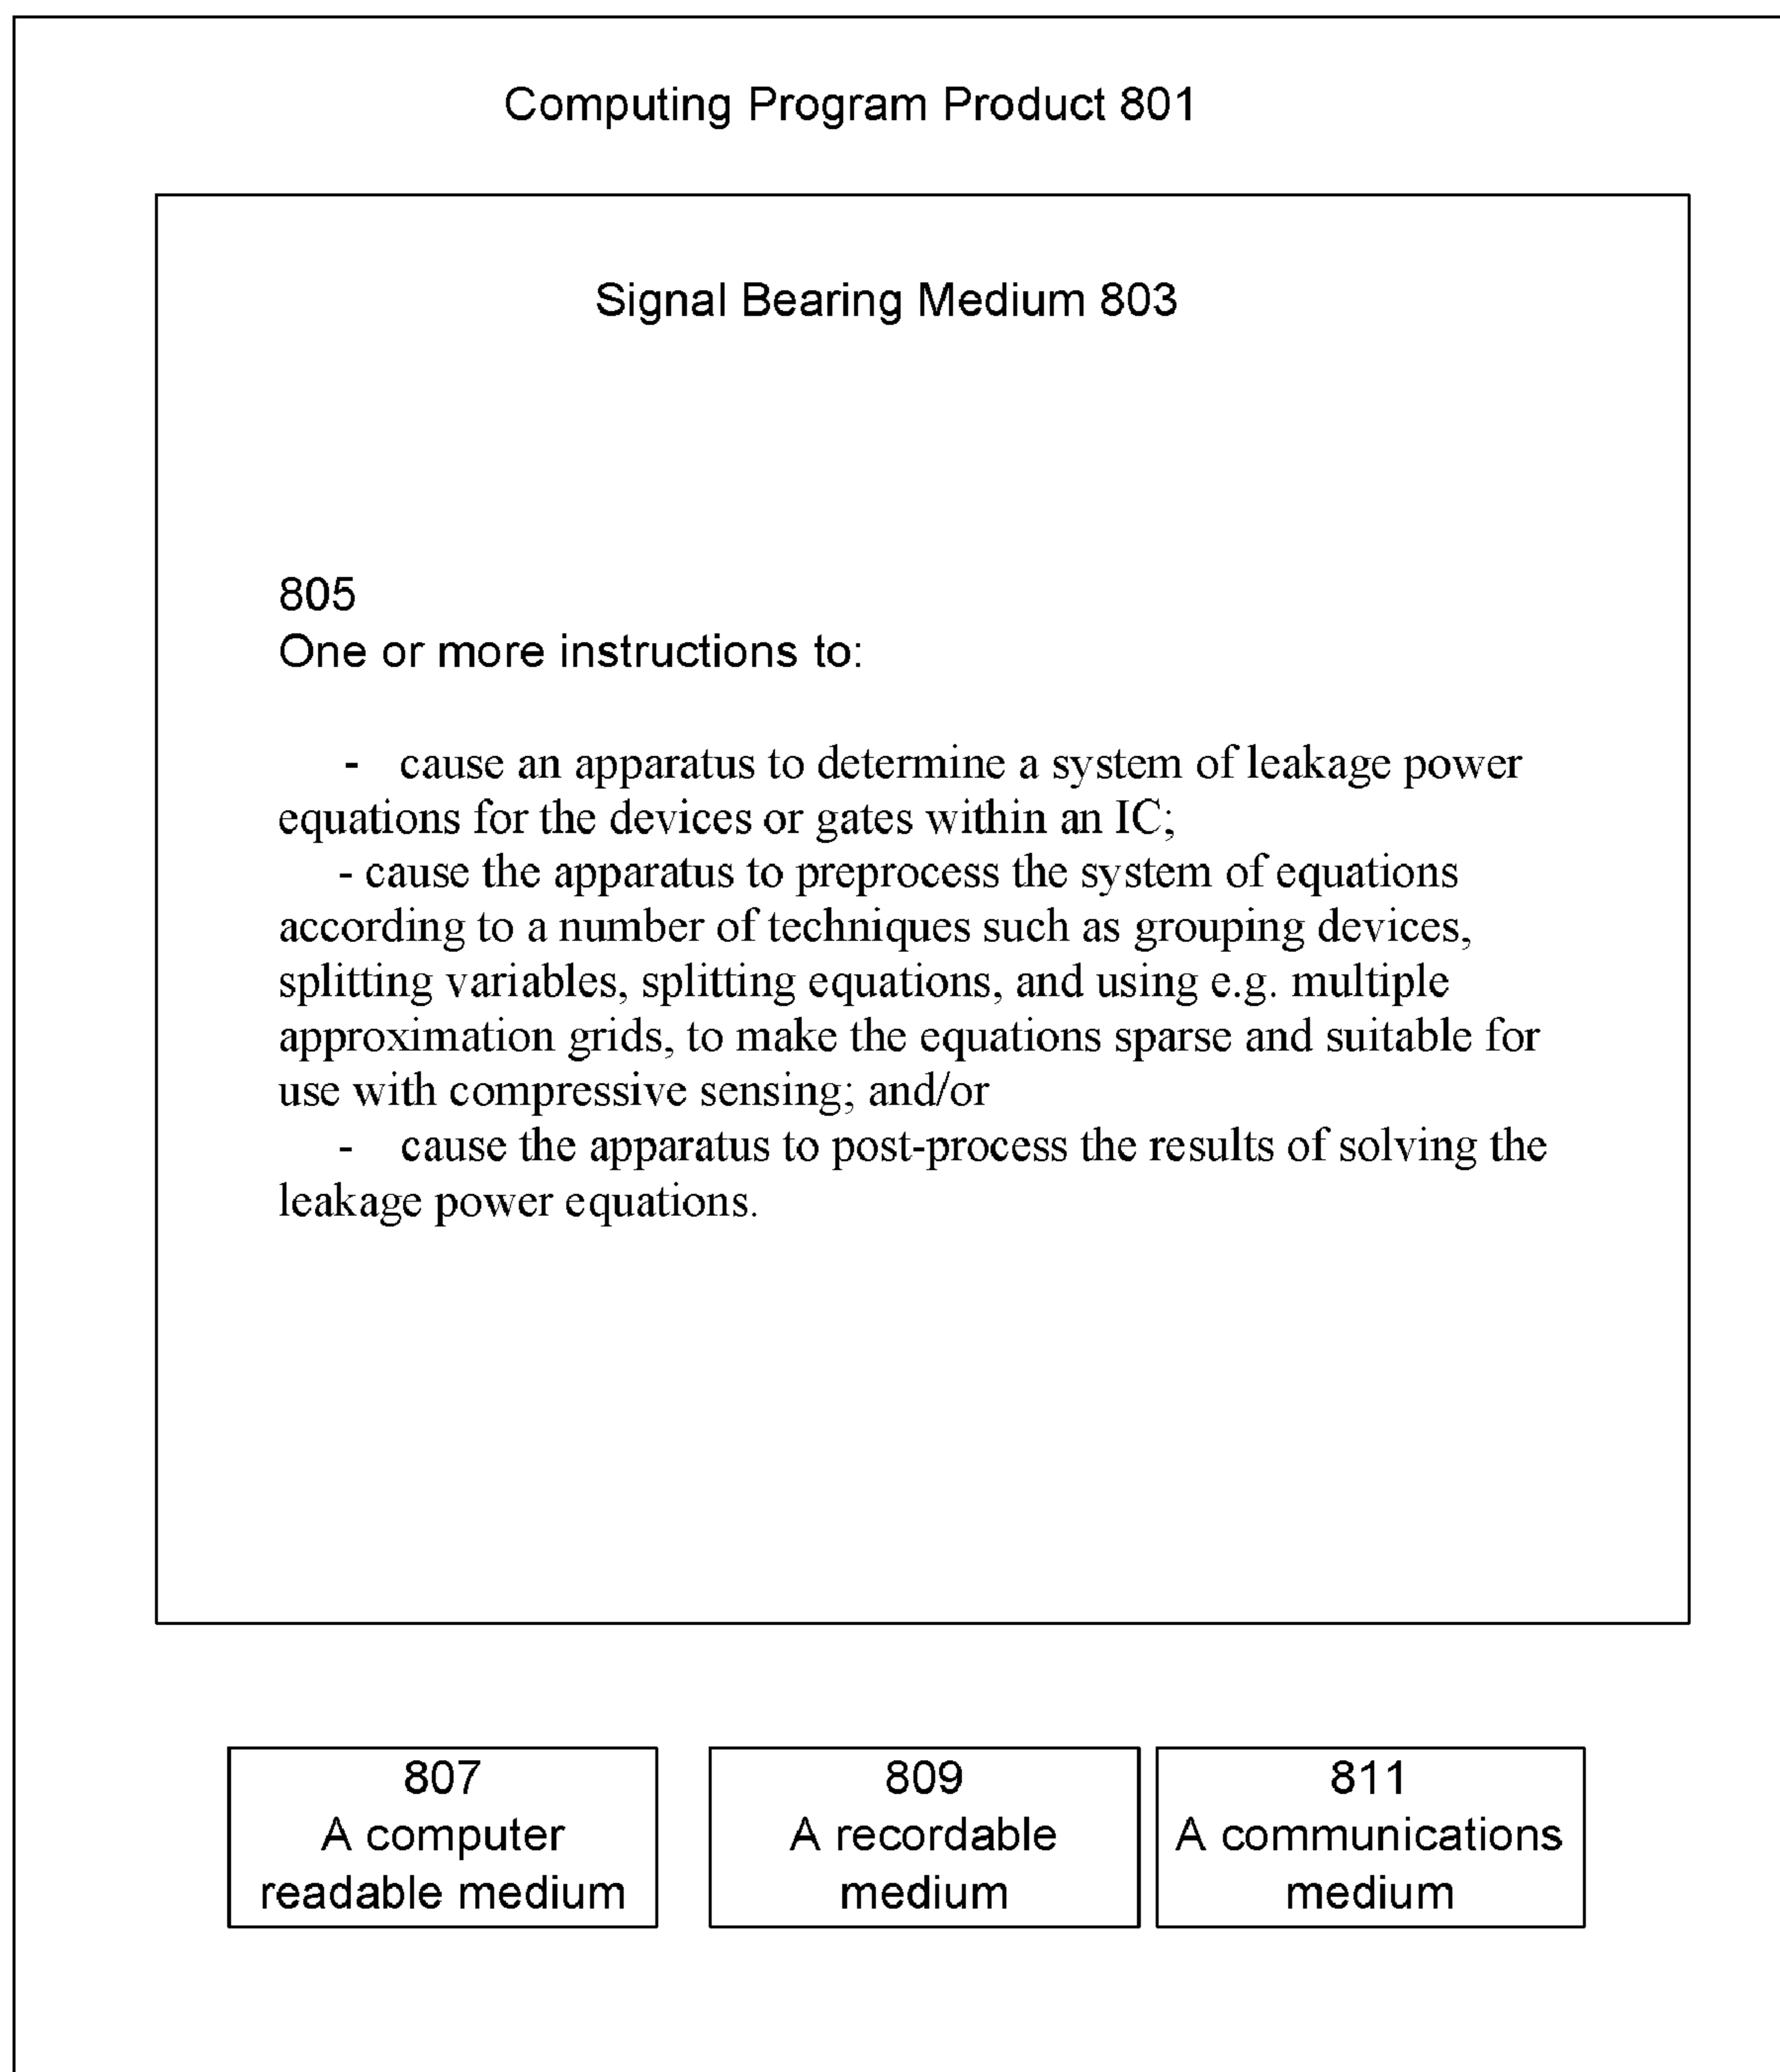 Computing Program Product 801
Signal Bearing Medium 803
805
One or more instructions to:
- cause an apparatus to determine a system of leakage power
equations for the devices or gates within an IC;
- cause the apparatus to preprocess the system of equations
according to a number of techniques such as grouping devices,
splitting variables, splitting equations, and using e.g. multiple
approximation grids, to make the equations sparse and suitable for
use with compressive sensing; and/or
- cause the apparatus to post-process the results of solving the
leakage power equations.
807
A computer
readable medium
809
A recordable
medium
811
A communications
medium